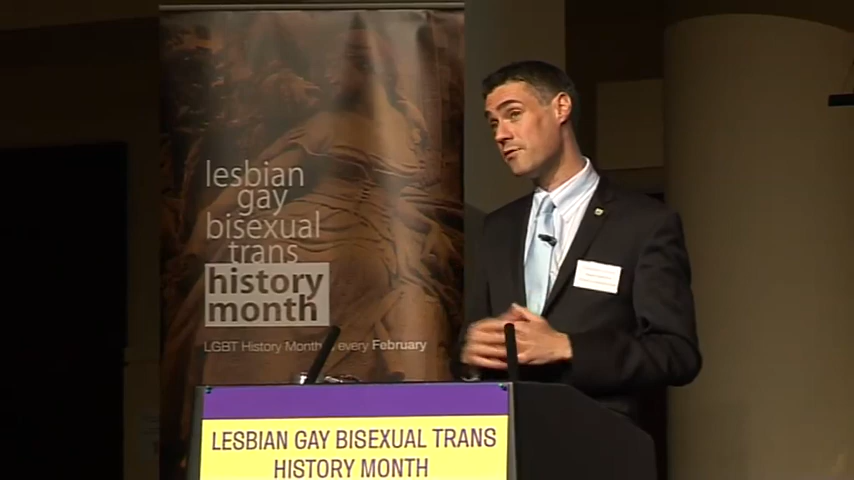 lesbian
gay
bisexual
trans
history
month
LGBT History Month every February
LESBIAN GAY BISEXUAL TRANS
HISTORY MONTH